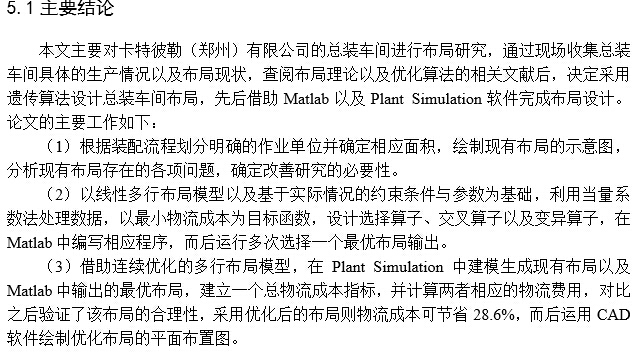 5.1 主要结论
本文主要对卡特彼勒（郑州）有限公司的总装车间进行布局研究，通过现场收集总装
车间具体的生产情况以及布局现状，查阅布局理论以及优化算法的相关文献后，决定采用
遗传算法设计总装车间布局，先后借助 Matlab 以及 Plant Simulation 软件完成布局设计。
论文的主要工作如下：
（1）根据装配流程划分明确的作业单位并确定相应面积，绘制现有布局的示意图，
分析现有布局存在的各项问题，确定改善研究的必要性。
（2）以线性多行布局模型以及基于实际情况的约束条件与参数为基础，利用当量系
数法处理数据，以最小物流成本为目标函数，设计选择算子、交叉算子以及变异算子，在
Matlab 中编写相应程序，而后运行多次选择一个最优布局输出。
（3）借助连续优化的多行布局模型，在 Plant Simulation 中建模生成现有布局以及
Matlab 中输出的最优布局，建立一个总物流成本指标，并计算两者相应的物流费用，对比
之后验证了该布局的合理性，采用优化后的布局则物流成本可节省 28.6%，而后运用 CAD
软件绘制优化布局的平面布置图。